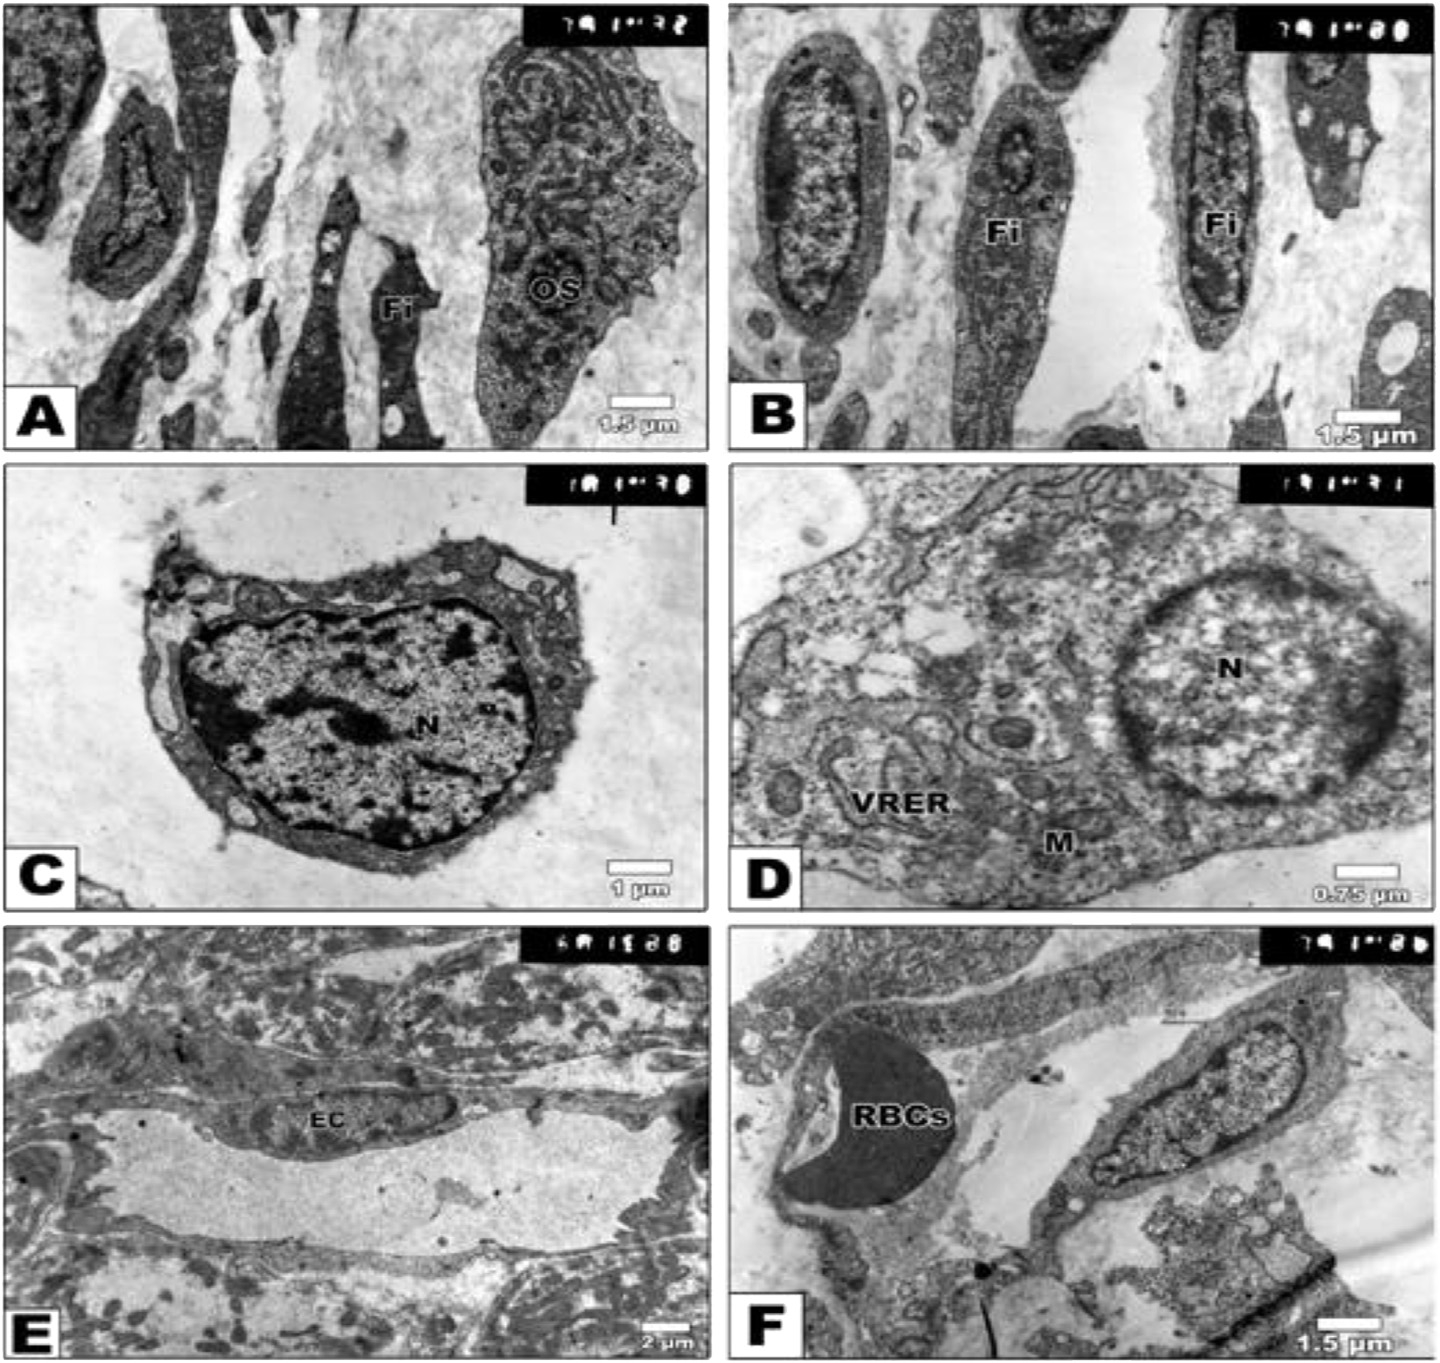 OS
Fi
A
1.5 µm
Fi
Fi
B
1.5 µm
N
C
1 µm
N
VRER
M
D
0.75 µm
EC
E
2 µm
RBCs
F
1.5 µm